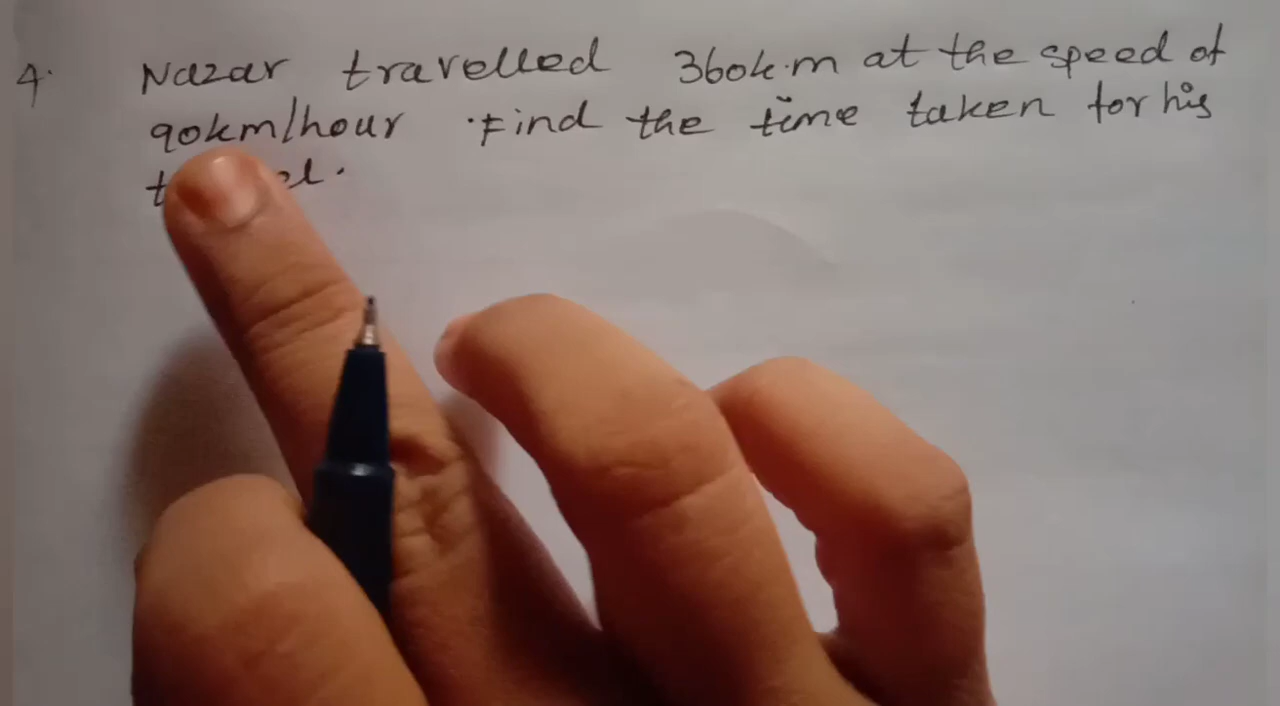 4. Nazar travelled 360k.m at the speed of
90km/hour . Find the time taken for his